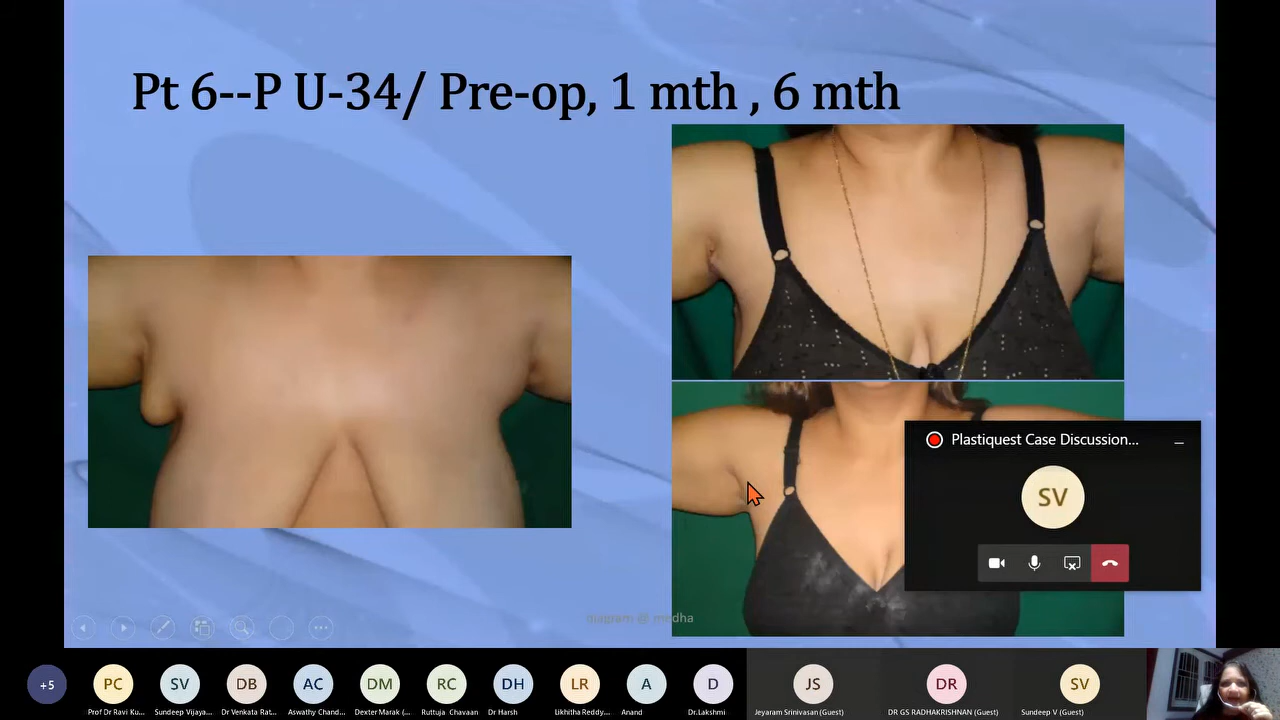 Pt 6--P U-34/ Pre-op, 1 mth , 6 mth
Plastiquest Case Discussion...
SV
diagram @ medha
+5
PC
SV
DB
AC
DM
RC
DH
LR
A
D
JS
DR
SV
Prof Dr Ravi Ku...
Sundeep Vijaya...
Dr Venkata Rat...
Aswathy Chand...
Dexter Marak (...
Ruttuja Chavaan
Dr Harsh
Likhitha Reddy...
Anand
Dr.Lakshmi
Jeyaram Srinivasan (Guest)
DR GS RADHAKRISHNAN (Guest)
Sundeep V (Guest)